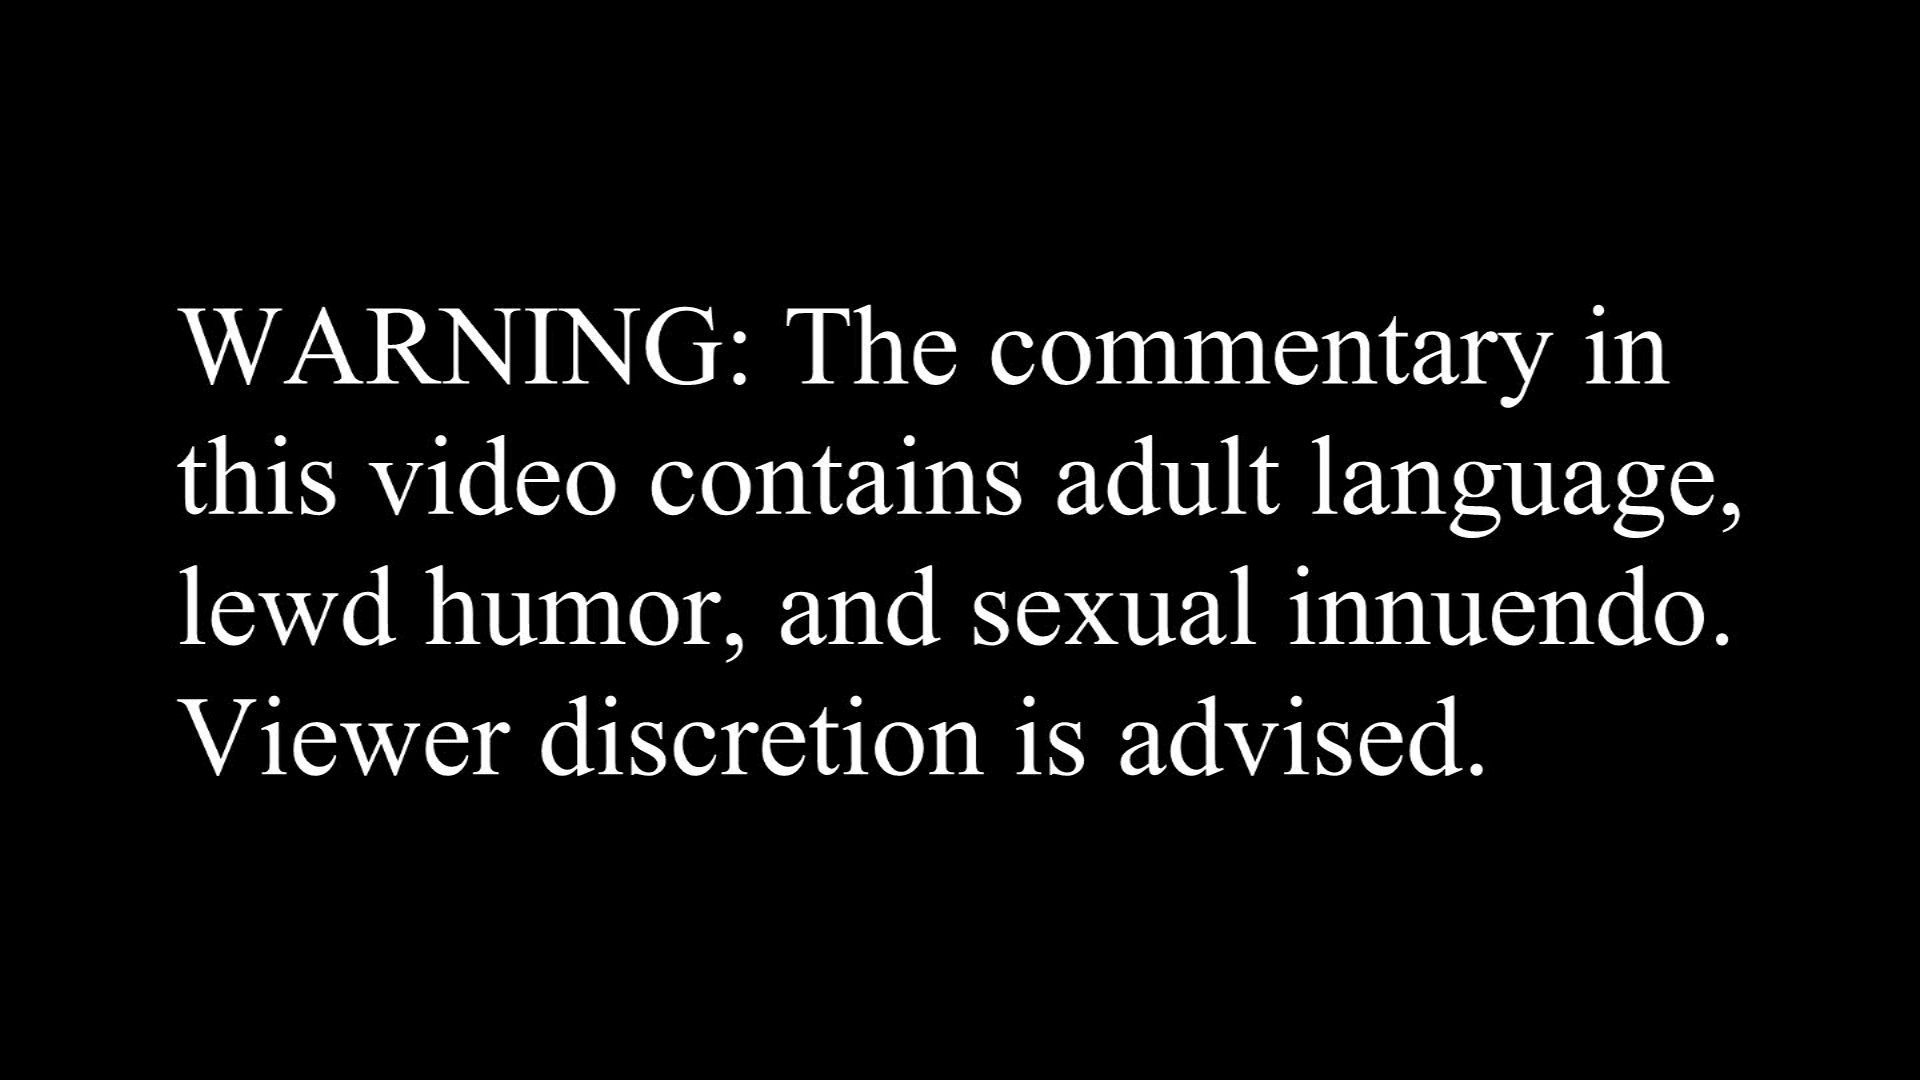 WARNING: The commentary in
this video contains adult language,
lewd humor, and sexual innuendo.
Viewer discretion is advised.